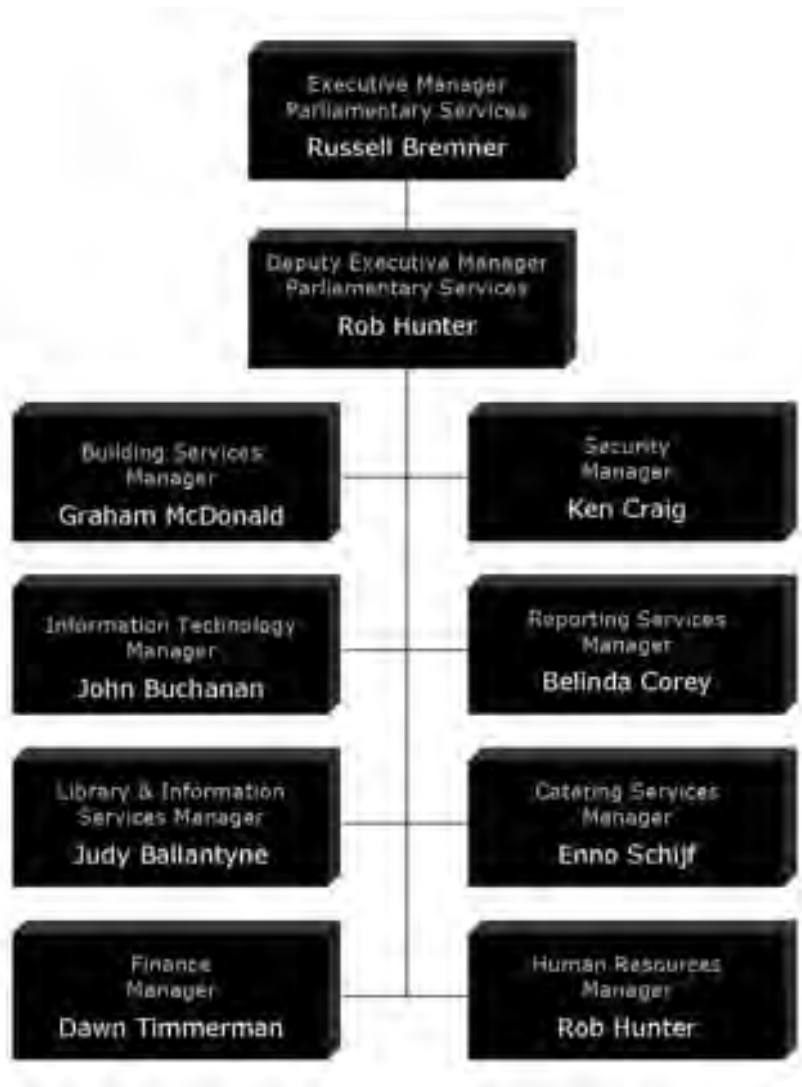 Executive Manager
Parliamentary Services
Russell Bremner
Deputy Executive Manager
Parliamentary Services
Rob Hunter
Building Services
Manager
Graham McDonald
Security
Manager
Ken Craig
Information Technology
Manager
John Buchanan
Reporting Services
Manager
Belinda Corey
Library & Information
Services Manager
Judy Ballantyne
Catering Services
Manager
Enno Schijf
Finance
Manager
Dawn Timmerman
Human Resources
Manager
Rob Hunter